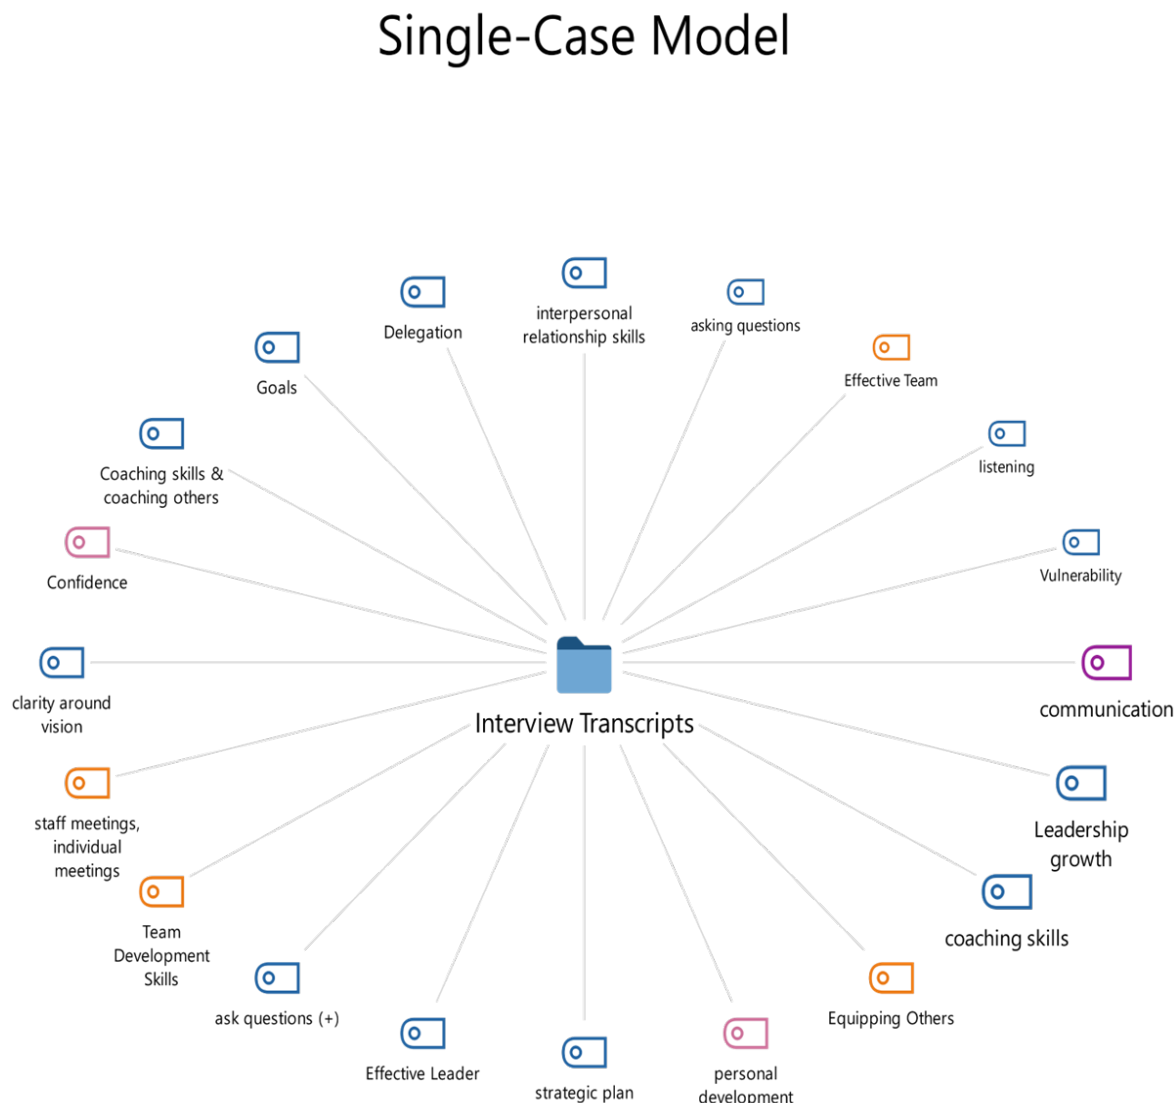 Single-Case Model
interpersonal
relationship skills
asking questions
Delegation
Effective Team
Goals
listening
Coaching skills &
coaching others
Vulnerability
Confidence
clarity around
vision
communication
Interview Transcripts
staff meetings,
individual
meetings
Leadership
growth
Team
Development
Skills
coaching skills
ask questions (+)
Equipping Others
Effective Leader
strategic plan
personal
development